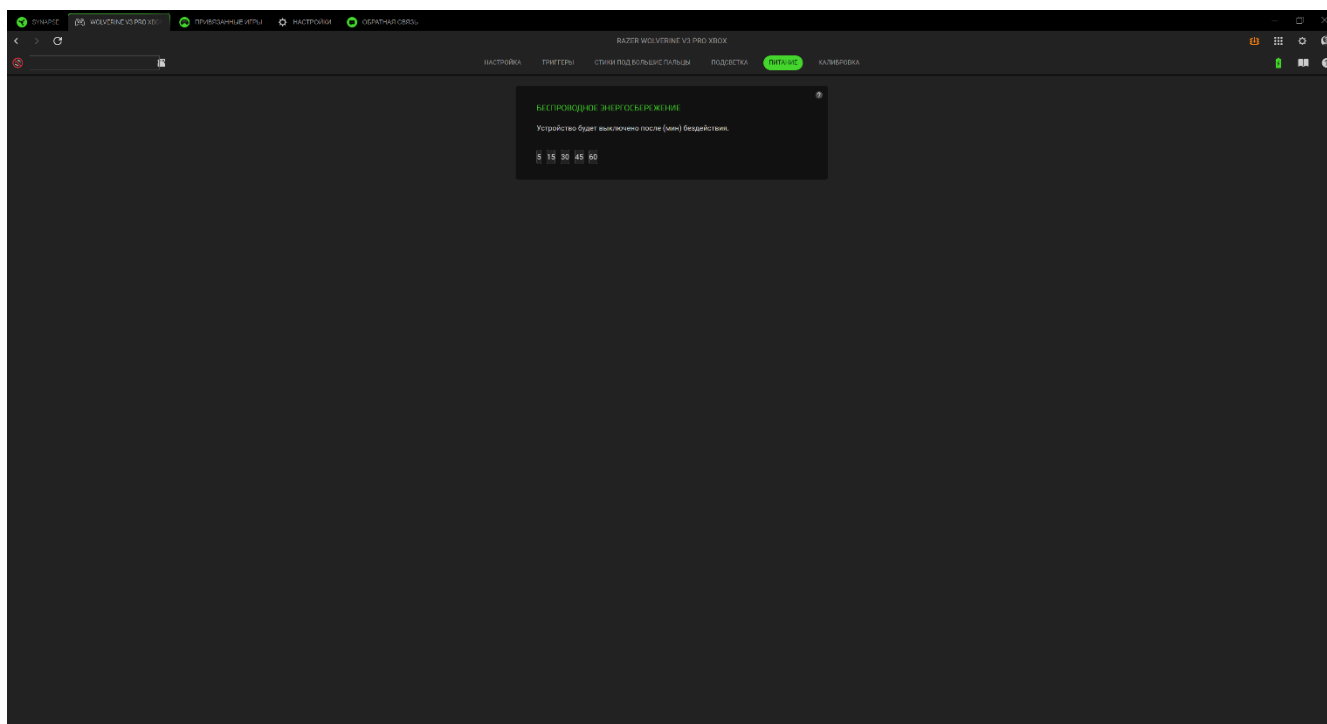 SYNAPSE WOLVERINE V3 PRO XBO ПРИВЯЗАННЫЕ ИГРЫ НАСТРОЙКИ ОБРАТНАЯ СВЯЗЬ
RAZER WOLVERINE V3 PRO XBOX
НАСТРОЙКА ТРИГГЕРЫ СТИКИ ПОД БОЛЬШИЕ ПАЛЬЦЫ ПОДСВЕТКА ПИТАНИЕ КАЛИБРОВКА
БЕСПРОВОДНОЕ ЭНЕРГОСБЕРЕЖЕНИЕ
Устройство будет выключено после (мин) бездействия.
5 15 30 45 60